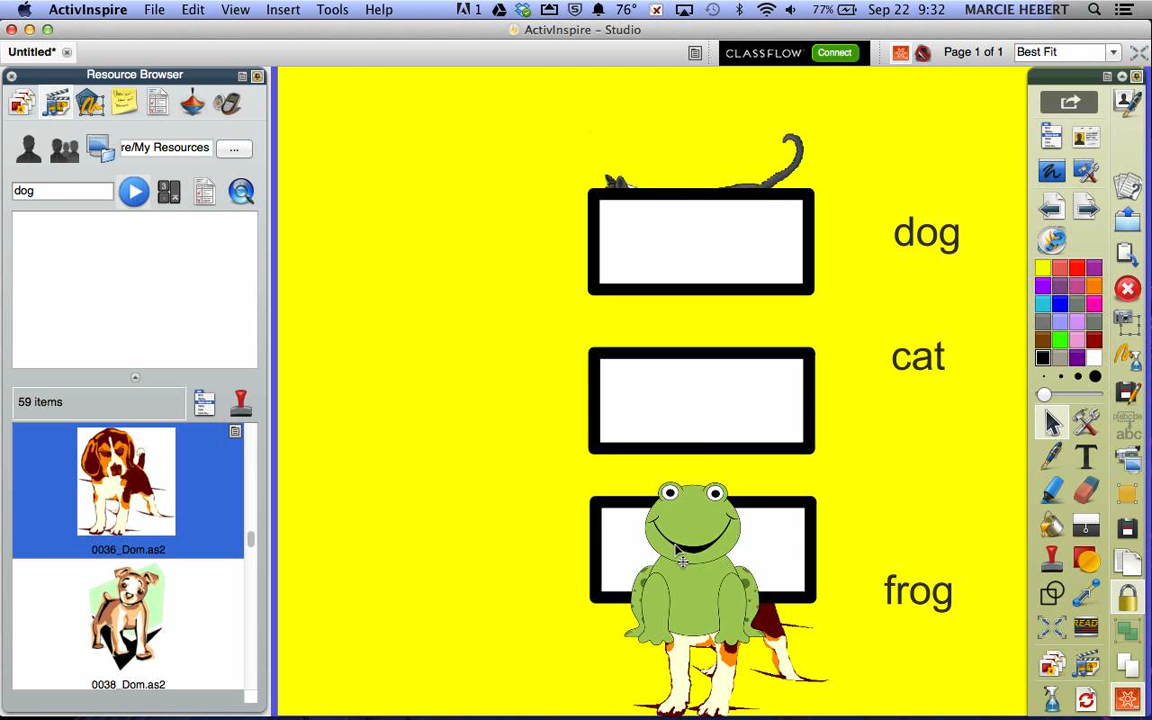 ActivInspire File Edit View Insert Tools Help 1 5 76° 77% Sep 22 9:32 MARCIE HEBERT
ActivInspire – Studio
Untitled*
CLASSFLOW Connect Page 1 of 1 Best Fit
Resource Browser
re/My Resources ...
dog
59 items
0036_Dom.as2
0038_Dom.as2
dog
cat
frog
abc
T
READ